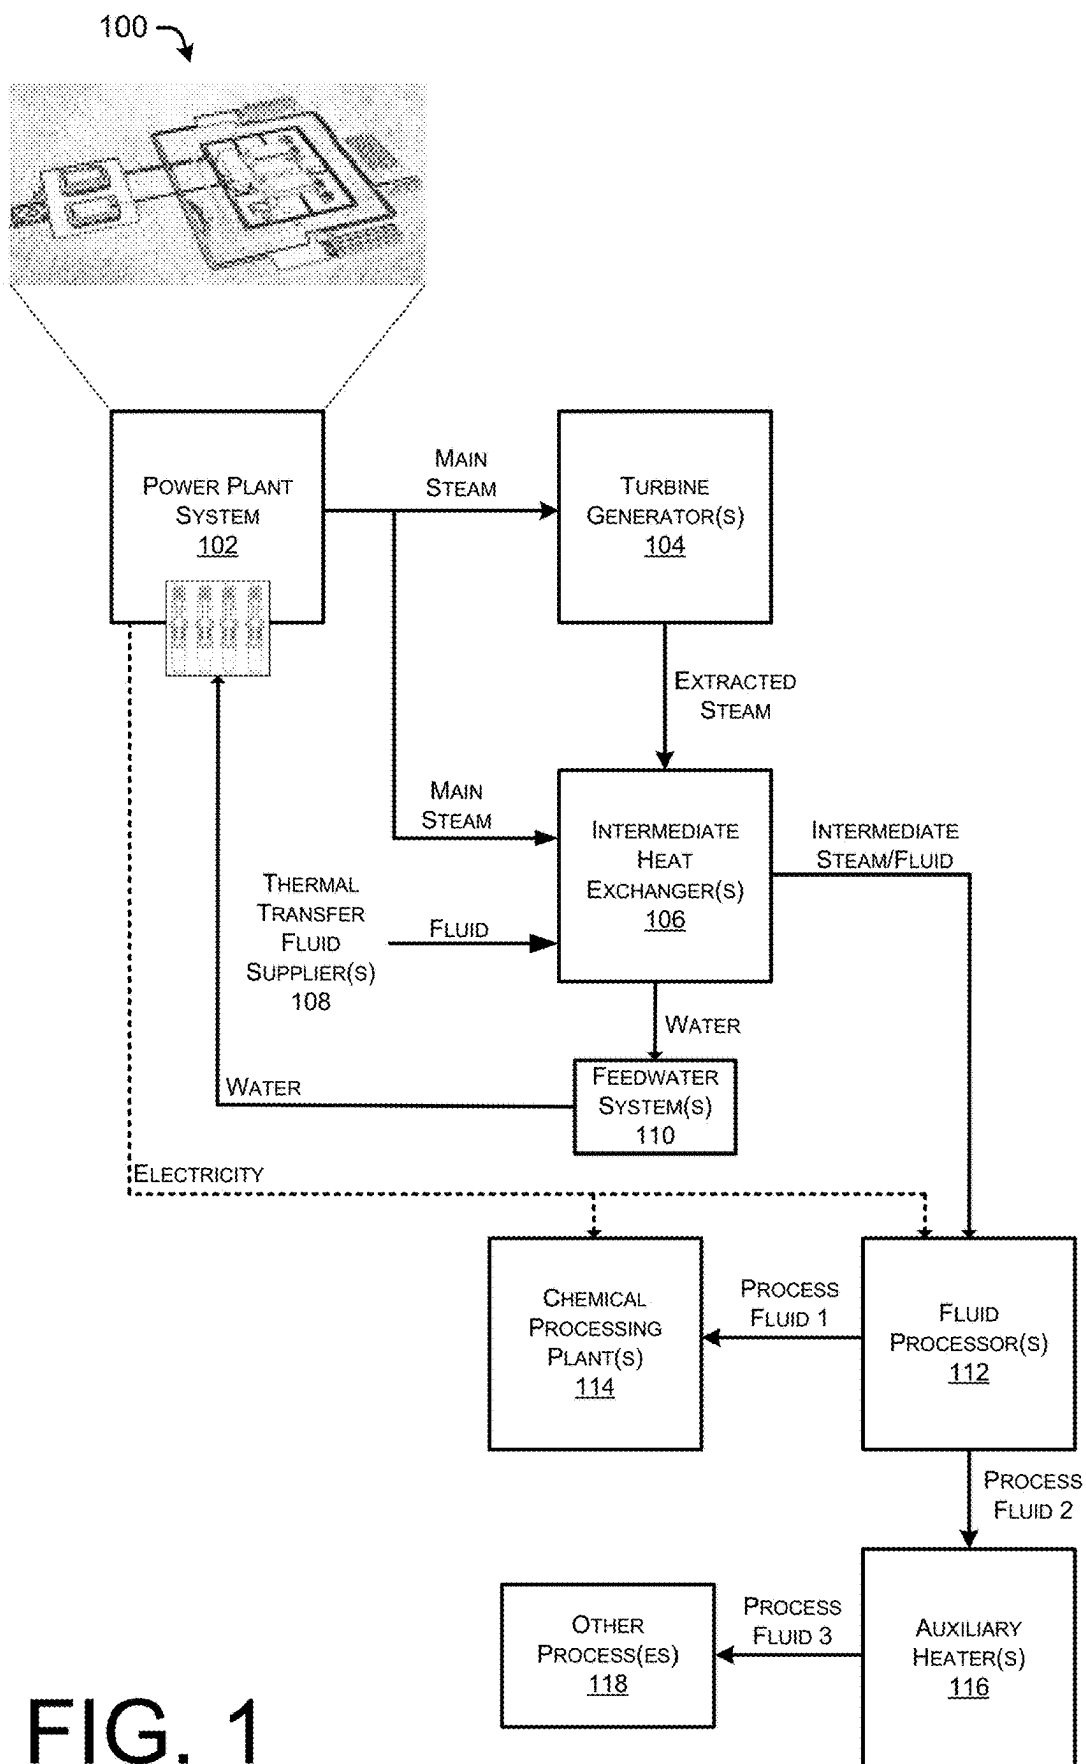 100
POWER PLANT
SYSTEM
102
MAIN
STEAM
TURBINE
GENERATOR(S)
104
EXTRACTED
STEAM
MAIN
STEAM
INTERMEDIATE
HEAT
EXCHANGER(S)
106
INTERMEDIATE
STEAM/FLUID
THERMAL
TRANSFER
FLUID
SUPPLIER(S)
108
FLUID
WATER
FEEDWATER
SYSTEM(S)
110
WATER
ELECTRICITY
CHEMICAL
PROCESSING
PLANT(S)
114
PROCESS
FLUID 1
FLUID
PROCESSOR(S)
112
PROCESS
FLUID 2
OTHER
PROCESS(ES)
118
PROCESS
FLUID 3
AUXILIARY
HEATER(S)
116
FIG. 1